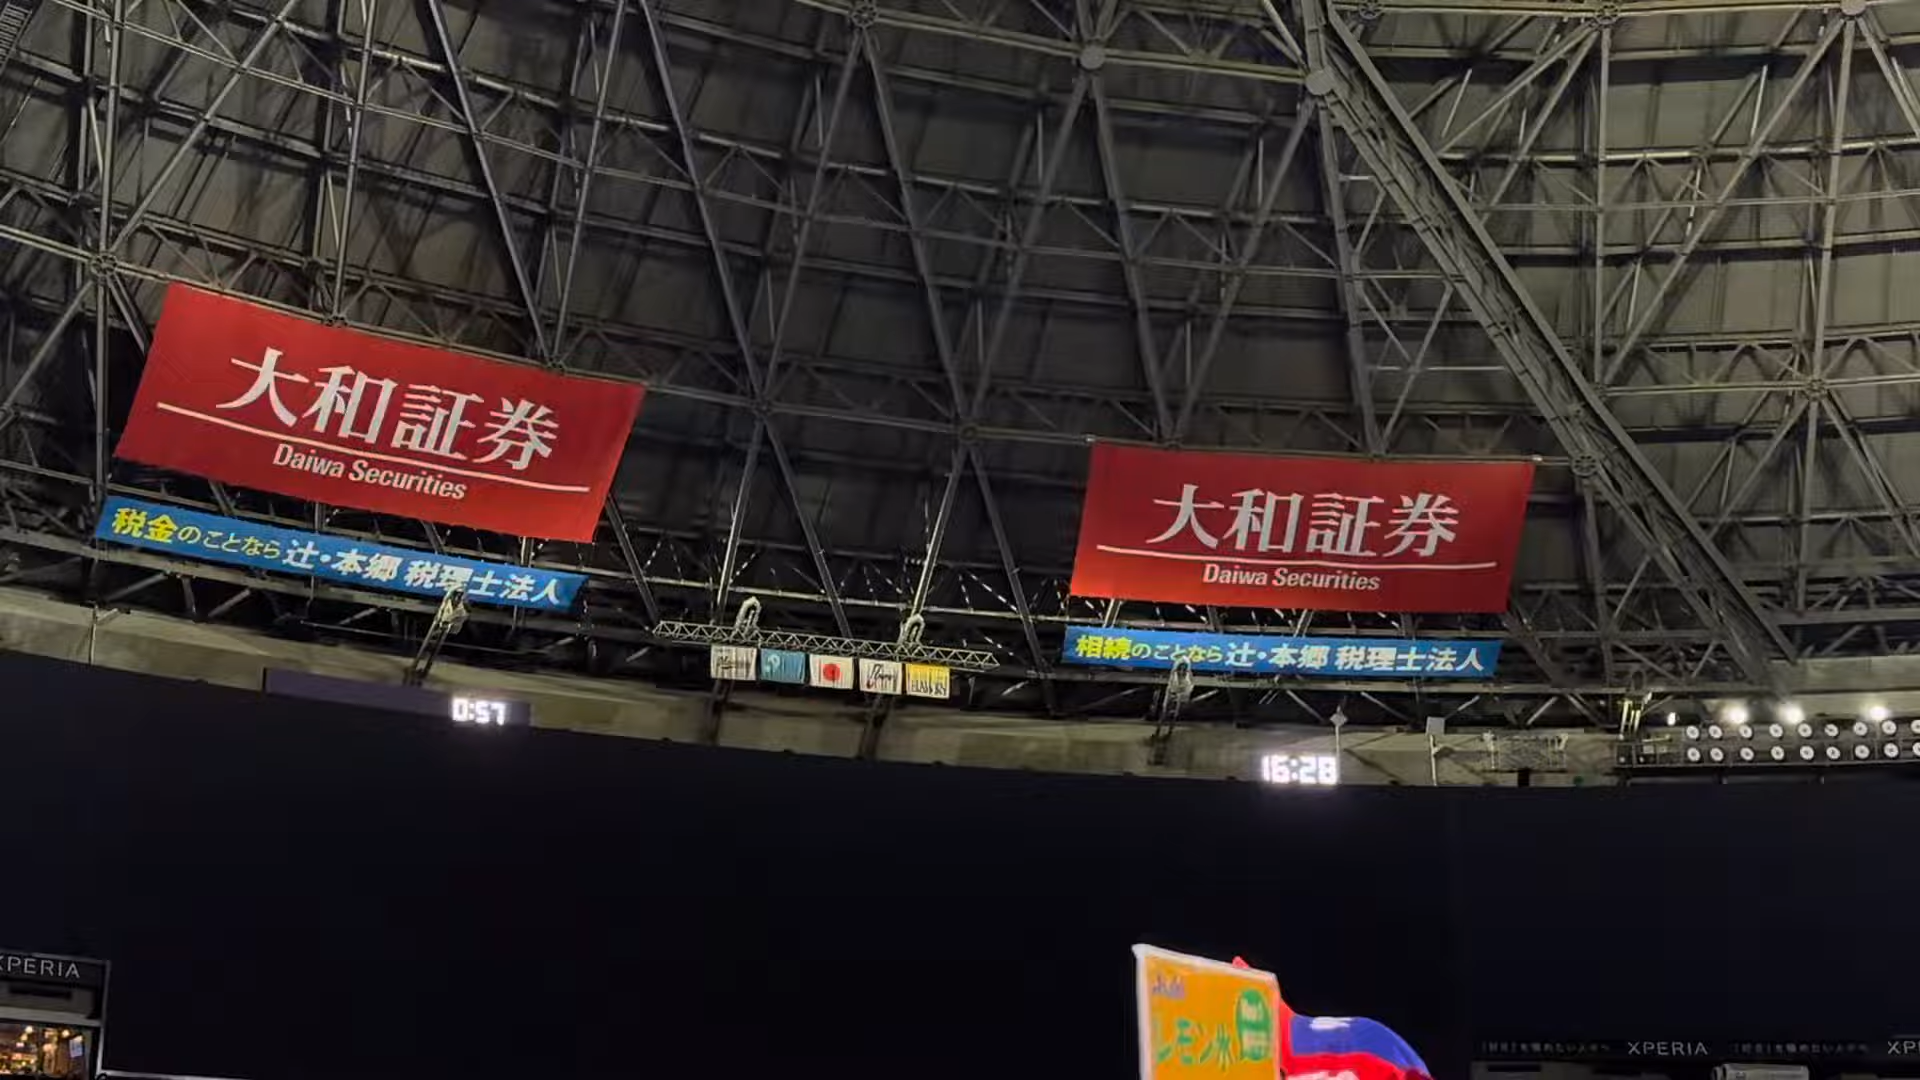 大和証券
Daiwa Securities
税金のことなら 辻・本郷 税理士法人
大和証券
Daiwa Securities
相続のことなら 辻・本郷 税理士法人
0:57
16:28
XPERIA
Asahi
レモン水
XPERIA